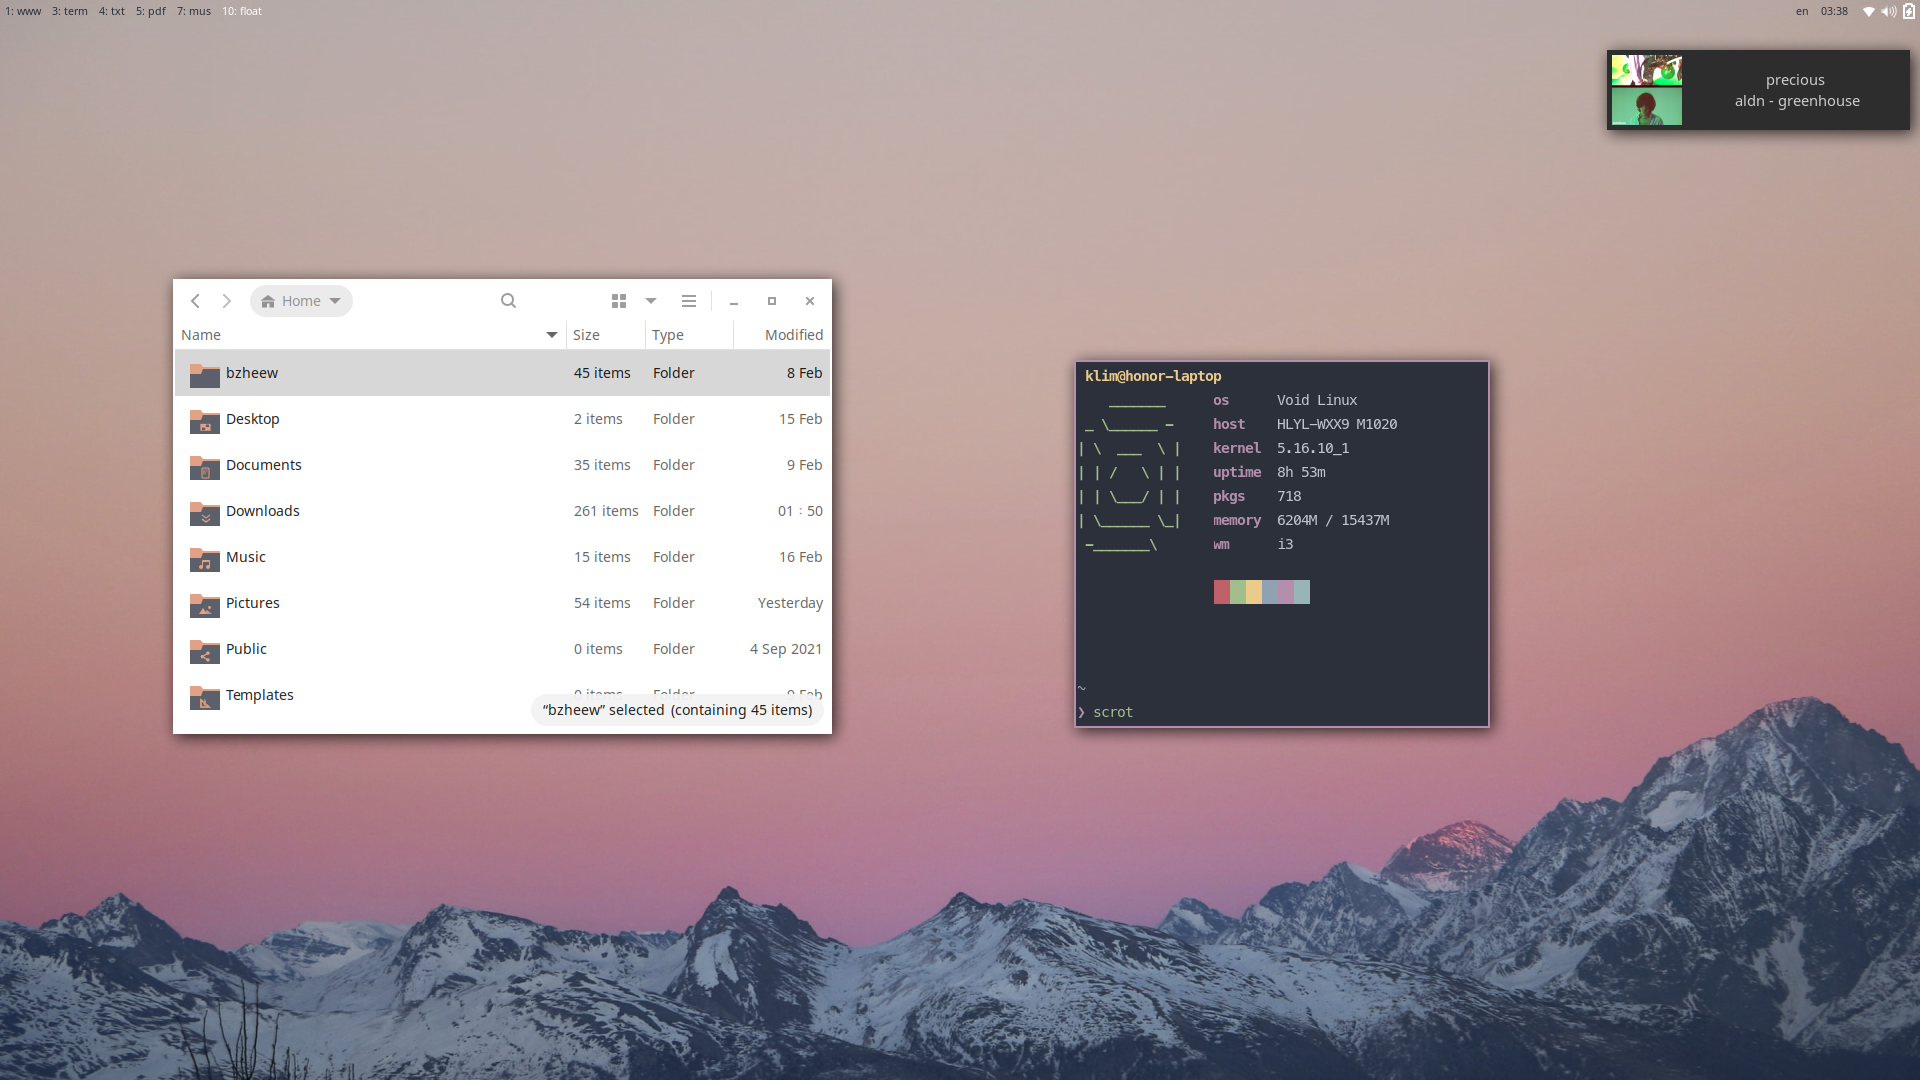 1: www 3: term 4: txt 5: pdf 7: mus 10: float
en 03:38
precious
aldn - greenhouse
Home
Name Size Type Modified
bzheew 45 items Folder 8 Feb
Desktop 2 items Folder 15 Feb
Documents 35 items Folder 9 Feb
Downloads 261 items Folder 01 : 50
Music 15 items Folder 16 Feb
Pictures 54 items Folder Yesterday
Public 0 items Folder 4 Sep 2021
Templates 0 items Folder 9 Feb
“bzheew” selected (containing 45 items)
klim@honor-laptop
os Void Linux
host HLYL-WXX9 M1020
kernel 5.16.10_1
uptime 8h 53m
pkgs 718
memory 6204M / 15437M
wm i3
~
❯ scrot